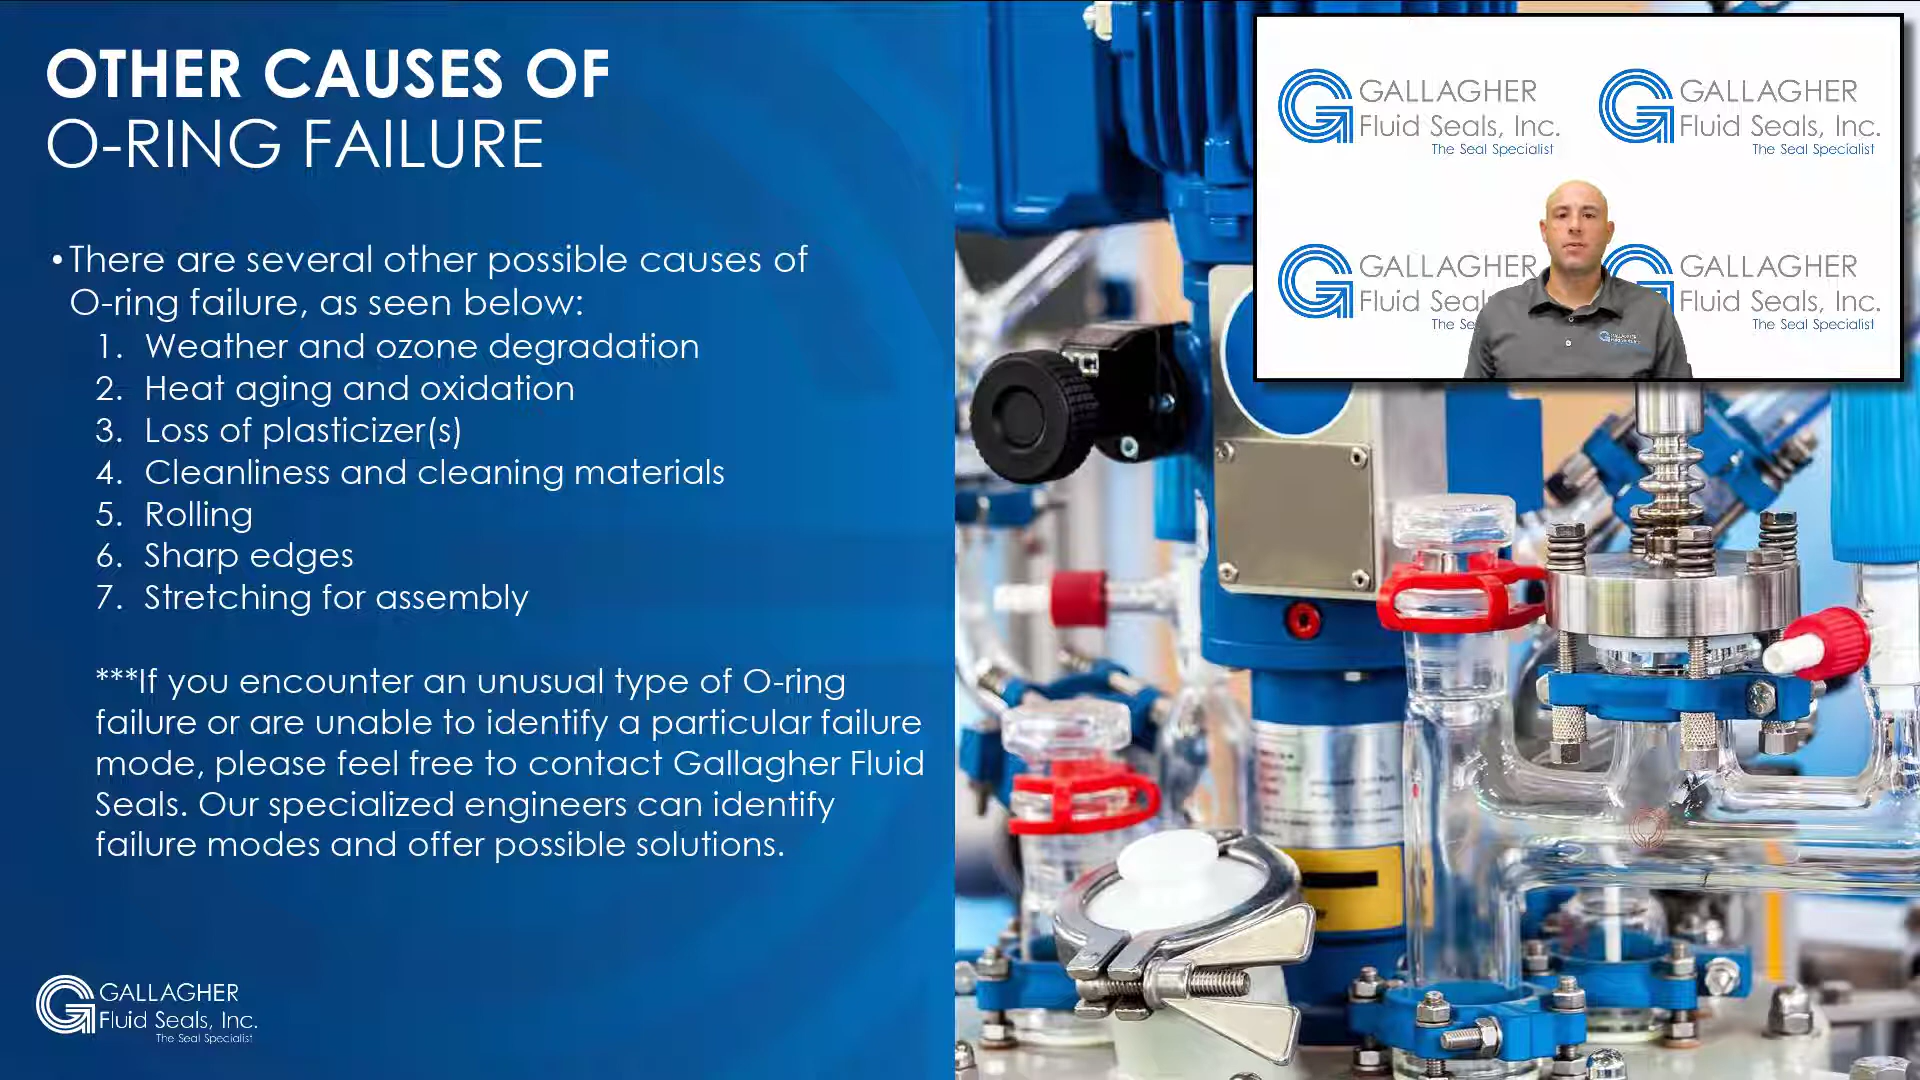 OTHER CAUSES OF
O-RING FAILURE
• There are several other possible causes of
O-ring failure, as seen below:
1. Weather and ozone degradation
2. Heat aging and oxidation
3. Loss of plasticizer(s)
4. Cleanliness and cleaning materials
5. Rolling
6. Sharp edges
7. Stretching for assembly
***If you encounter an unusual type of O-ring
failure or are unable to identify a particular failure
mode, please feel free to contact Gallagher Fluid
Seals. Our specialized engineers can identify
failure modes and offer possible solutions.
GALLAGHER
Fluid Seals, Inc.
The Seal Specialist
GALLAGHER
Fluid Seals, Inc.
The Seal Specialist
GALLAGHER
Fluid Seals, Inc.
The Seal Specialist
GALLAGHER
Fluid Seal
The Se
GALLAGHER
Fluid Seals, Inc.
The Seal Specialist